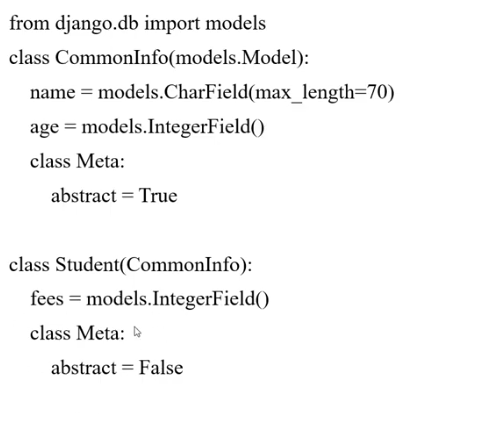 from django.db import models
class CommonInfo(models.Model):
    name = models.CharField(max_length=70)
    age = models.IntegerField()
    class Meta:
        abstract = True

class Student(CommonInfo):
    fees = models.IntegerField()
    class Meta:
        abstract = False